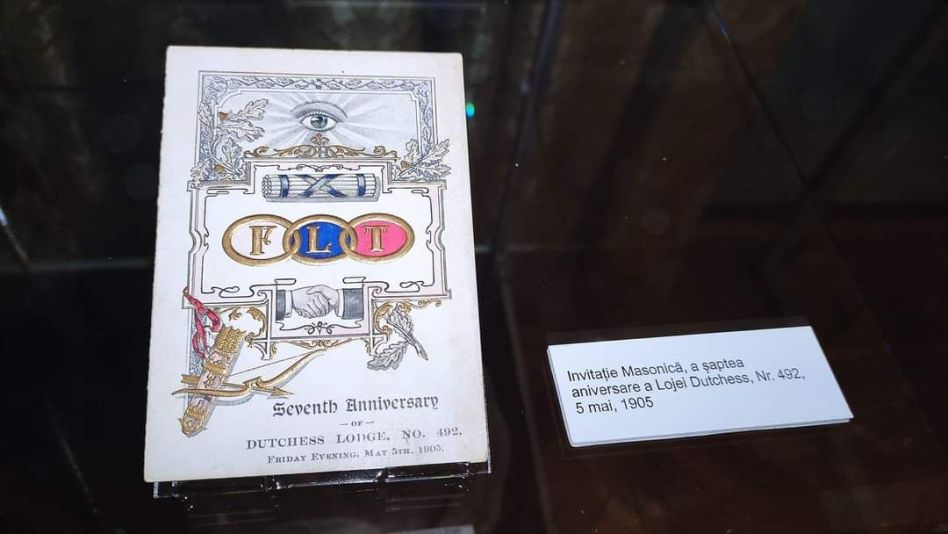 F L T
Seventh Anniversary
— OF —
DUTCHESS LODGE, NO. 492.
FRIDAY EVENING, MAY 5TH, 1905.
Invitație Masonică, a șaptea
aniversare a Lojei Dutchess, Nr. 492,
5 mai, 1905